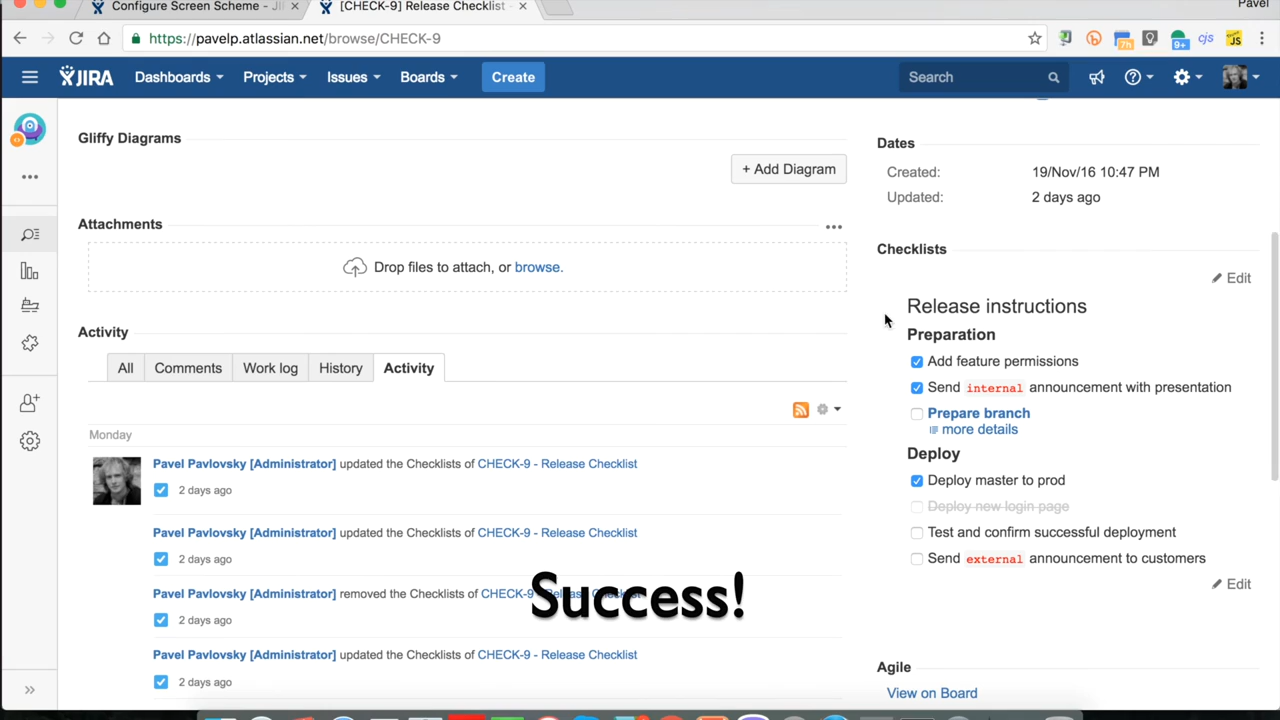 Configure Screen Scheme - JI
[CHECK-9] Release Checklist -
Pavel
https://pavelp.atlassian.net/browse/CHECK-9
7h
9+
cjs
JS
JIRA
Dashboards
Projects
Issues
Boards
Create
Search
Gliffy Diagrams
+ Add Diagram
Attachments
Drop files to attach, or browse.
Activity
All
Comments
Work log
History
Activity
Monday
Pavel Pavlovsky [Administrator] updated the Checklists of CHECK-9 - Release Checklist
2 days ago
Pavel Pavlovsky [Administrator] updated the Checklists of CHECK-9 - Release Checklist
2 days ago
Pavel Pavlovsky [Administrator] removed the Checklists of CHECK-9 - Release Checklist
2 days ago
Pavel Pavlovsky [Administrator] updated the Checklists of CHECK-9 - Release Checklist
2 days ago
Success!
Dates
Created: 19/Nov/16 10:47 PM
Updated: 2 days ago
Checklists
Edit
Release instructions
Preparation
Add feature permissions
Send internal announcement with presentation
Prepare branch
more details
Deploy
Deploy master to prod
Deploy new login page
Test and confirm successful deployment
Send external announcement to customers
Edit
Agile
View on Board